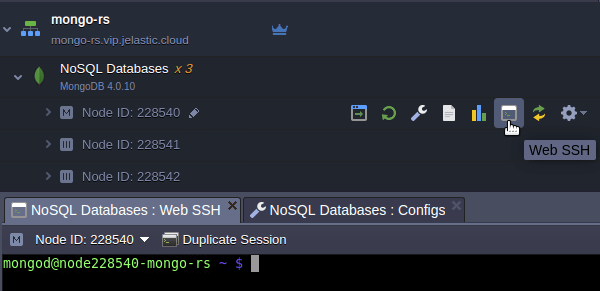 mongo-rs
mongo-rs.vip.jelastic.cloud
NoSQL Databases x 3
MongoDB 4.0.10
M Node ID: 228540
Node ID: 228541
Node ID: 228542
Web SSH
NoSQL Databases : Web SSH × NoSQL Databases : Configs ×
M Node ID: 228540 Duplicate Session
mongod@node228540-mongo-rs ~ $